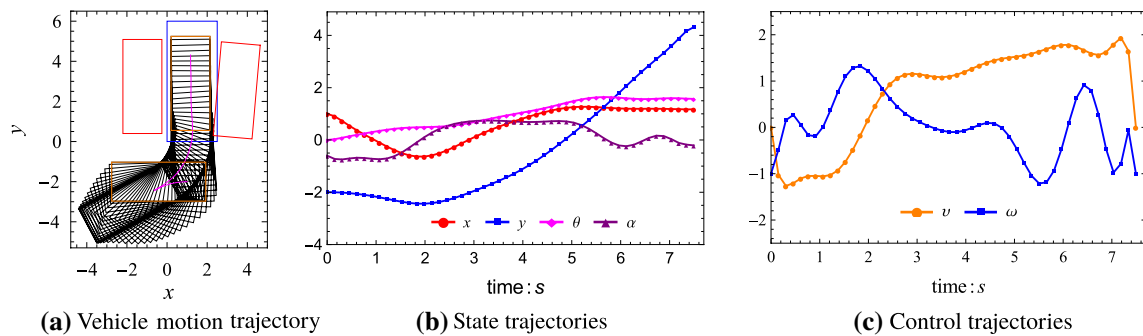 y
6
4
2
0
−2
−4
−4 −2 0 2 4
x
4
2
0
−2
−4
x y θ α
0 1 2 3 4 5 6 7
time: s
2
1
0
−1
−2
υ ω
0 1 2 3 4 5 6 7
time: s
(a) Vehicle motion trajectory
(b) State trajectories
(c) Control trajectories